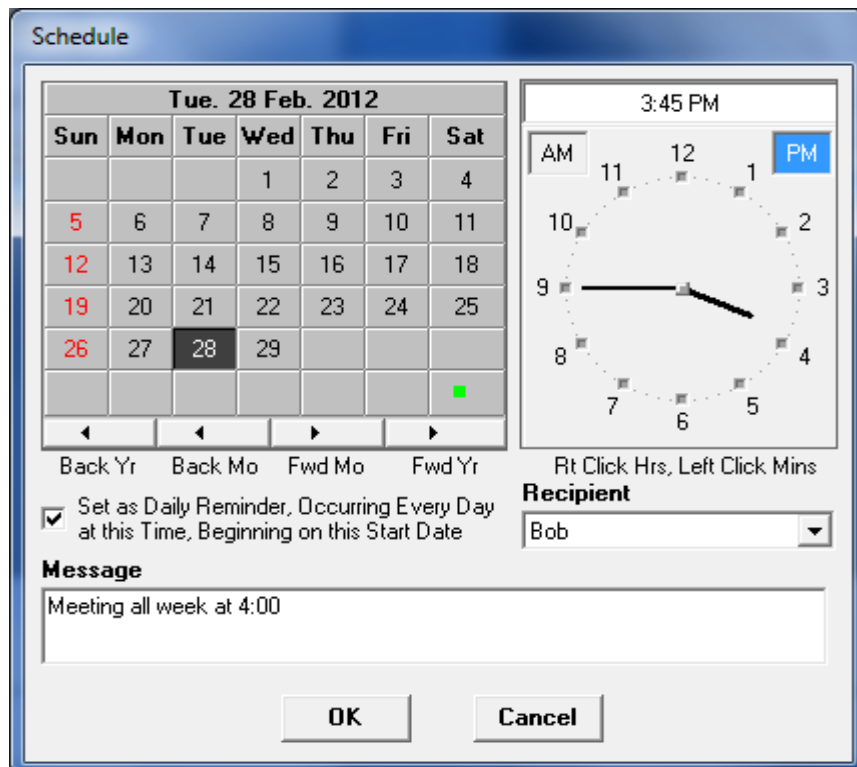 Schedule
Tue. 28 Feb. 2012
Sun Mon Tue Wed Thu Fri Sat
1 2 3 4
5 6 7 8 9 10 11
12 13 14 15 16 17 18
19 20 21 22 23 24 25
26 27 28 29
Back Yr Back Mo Fwd Mo Fwd Yr
3:45 PM
AM PM
12
11 1
10 2
9 3
8 4
7 5
6
Rt Click Hrs, Left Click Mins
Set as Daily Reminder, Occurring Every Day
at this Time, Beginning on this Start Date
Recipient
Bob
Message
Meeting all week at 4:00
OK Cancel